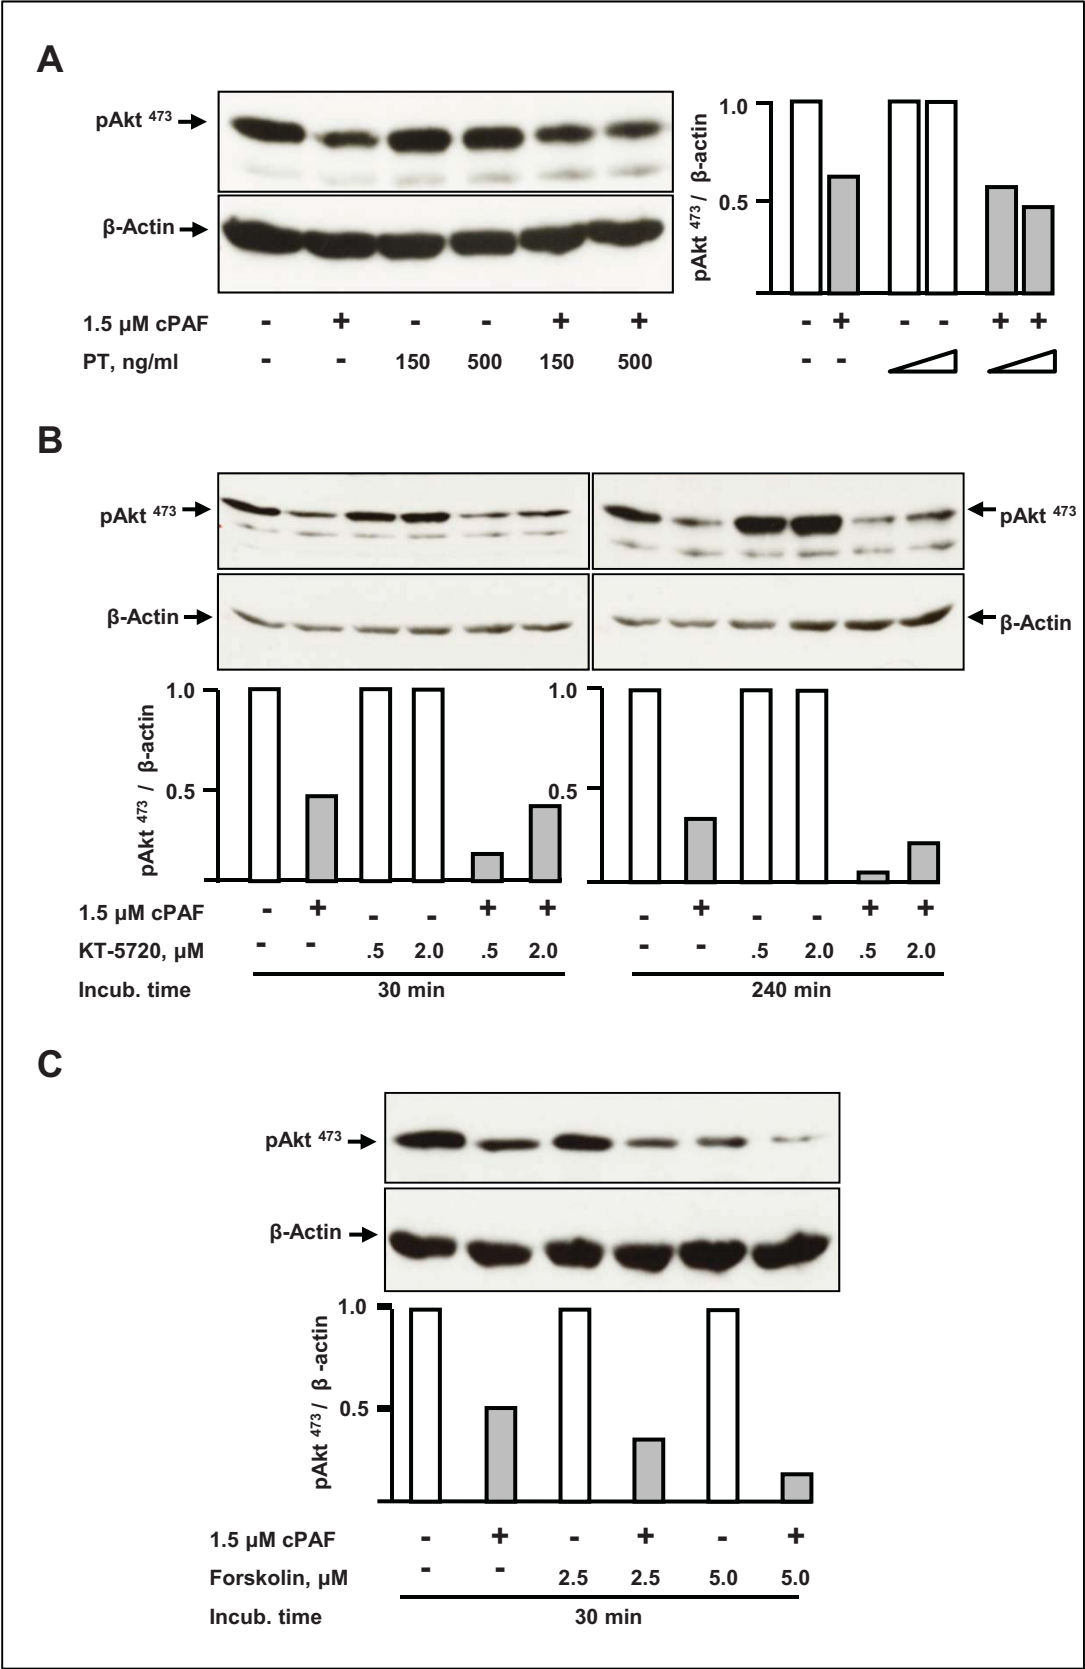 A
pAkt 473
β-Actin
1.5 µM cPAF - + - - + +
PT, ng/ml - - 150 500 150 500
pAkt 473 / β-actin
1.0
0.5
- + - - + +
- -
B
pAkt 473
pAkt 473
β-Actin
β-Actin
pAkt 473 / β-actin
1.0
0.5
1.0
0.5
1.5 µM cPAF - + - - + + - + - - + +
KT-5720, µM - - .5 2.0 .5 2.0 - - .5 2.0 .5 2.0
Incub. time 30 min 240 min
C
pAkt 473
β-Actin
pAkt 473 / β -actin
1.0
0.5
1.5 µM cPAF - + - + - +
Forskolin, µM - - 2.5 2.5 5.0 5.0
Incub. time 30 min